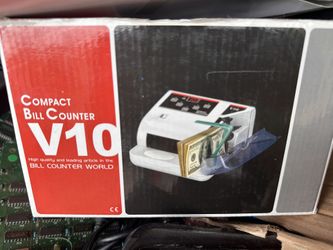 COMPACT
BILL COUNTER
V10
High quality and leading article in the
BILL COUNTER WORLD
CE